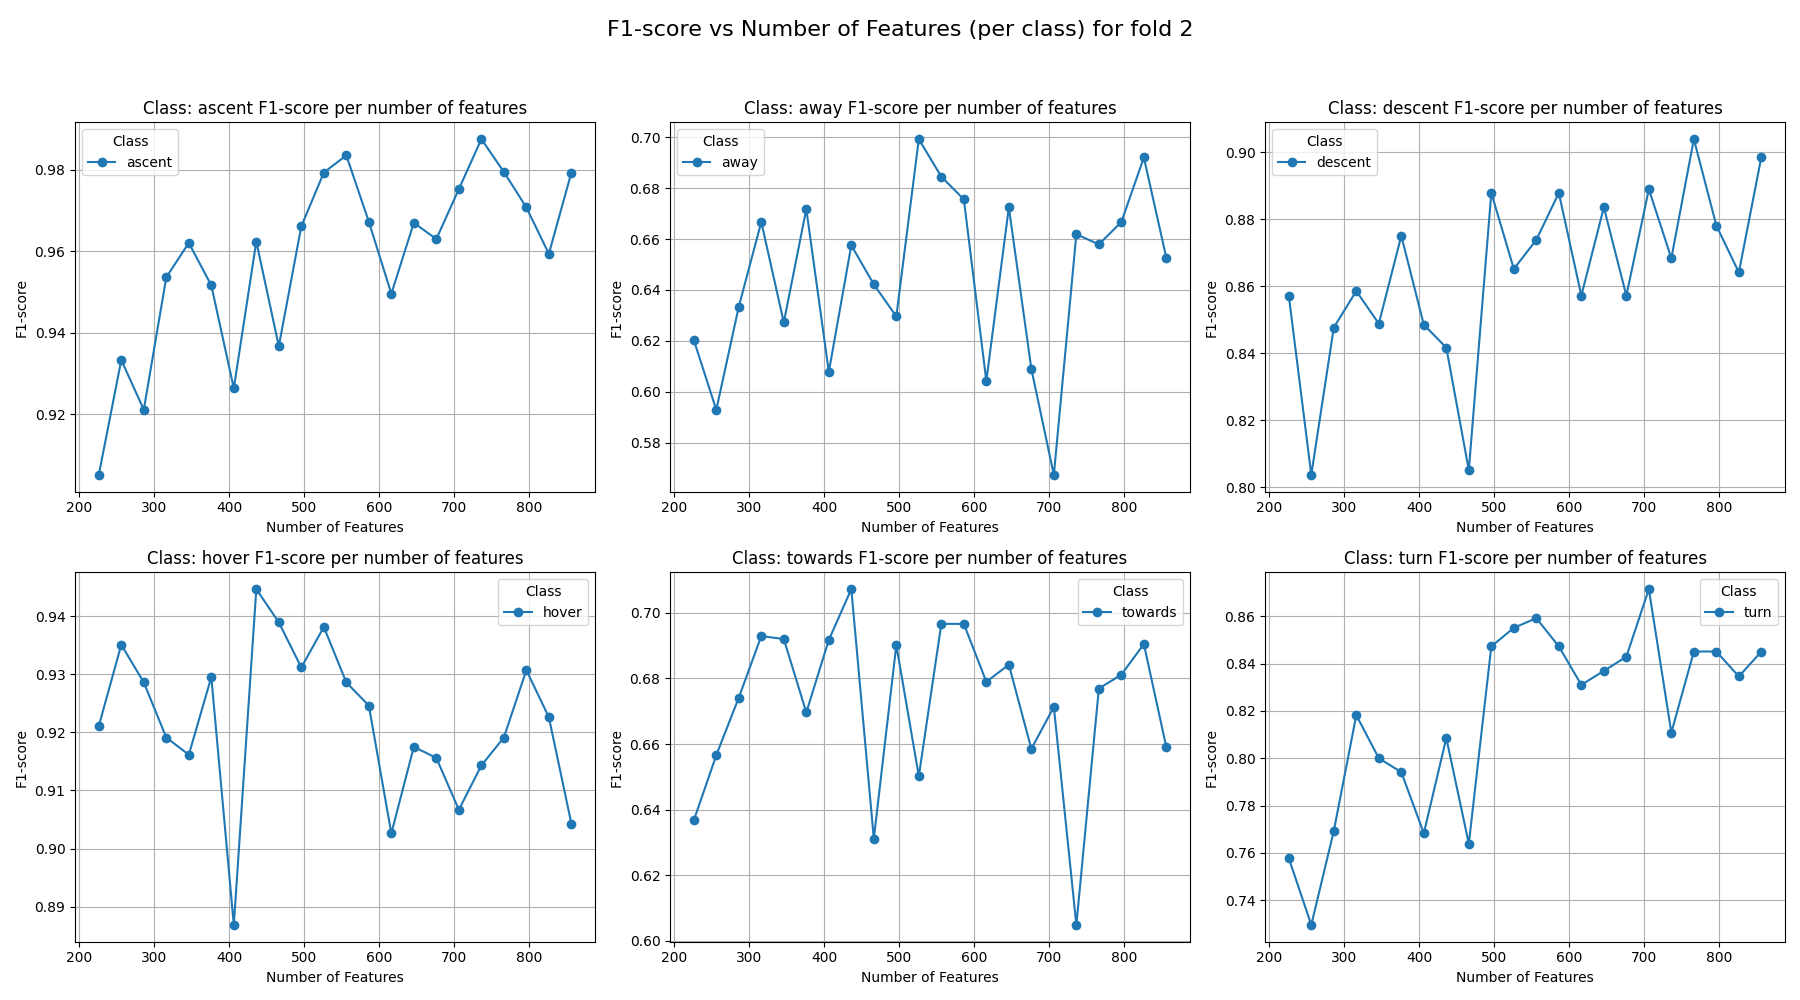 F1-score vs Number of Features (per class) for fold 2
Class: ascent F1-score per number of features
Class
ascent
F1-score
0.98
0.96
0.94
0.92
200 300 400 500 600 700 800
Number of Features
Class: away F1-score per number of features
Class
away
F1-score
0.70
0.68
0.66
0.64
0.62
0.60
0.58
200 300 400 500 600 700 800
Number of Features
Class: descent F1-score per number of features
Class
descent
F1-score
0.90
0.88
0.86
0.84
0.82
0.80
200 300 400 500 600 700 800
Number of Features
Class: hover F1-score per number of features
Class
hover
F1-score
0.94
0.93
0.92
0.91
0.90
0.89
200 300 400 500 600 700 800
Number of Features
Class: towards F1-score per number of features
Class
towards
F1-score
0.70
0.68
0.66
0.64
0.62
0.60
200 300 400 500 600 700 800
Number of Features
Class: turn F1-score per number of features
Class
turn
F1-score
0.86
0.84
0.82
0.80
0.78
0.76
0.74
200 300 400 500 600 700 800
Number of Features